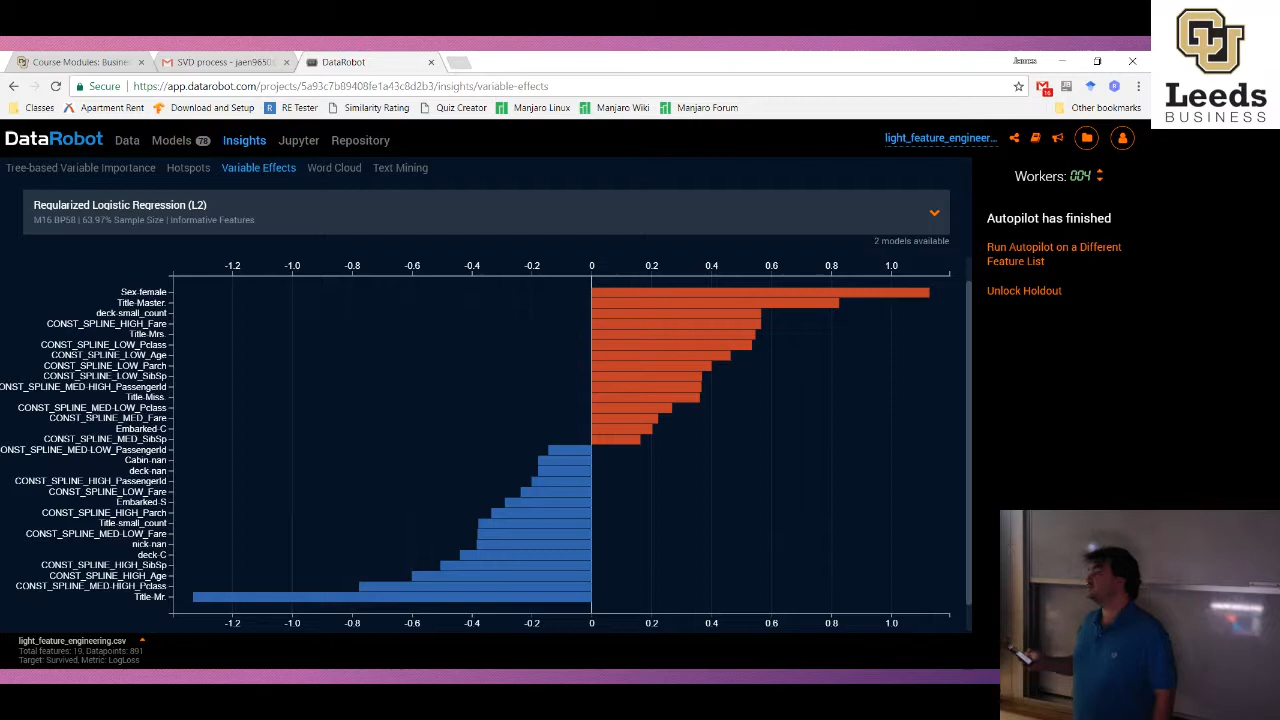 Course Modules: Busine
SVD process - jaen9650
DataRobot
Secure
https://app.datarobot.com/projects/5a93c7bf9408fe1a43c8d2b3/insights/variable-effects
Classes
Apartment Rent
Download and Setup
RE Tester
Similarity Rating
Quiz Creator
Manjaro Linux
Manjaro Wiki
Manjaro Forum
Other bookmarks
CU
Leeds
BUSINESS
DataRobot
Data
Models 78
Insights
Jupyter
Repository
light_feature_engineer...
Tree-based Variable Importance
Hotspots
Variable Effects
Word Cloud
Text Mining
Workers: 004
Regularized Logistic Regression (L2)
M16 BP58 | 63.97% Sample Size | Informative Features
2 models available
Autopilot has finished
Run Autopilot on a Different
Feature List
Unlock Holdout
-1.2 -1.0 -0.8 -0.6 -0.4 -0.2 0 0.2 0.4 0.6 0.8 1.0
Sex-female
Title-Master.
deck-small_count
CONST_SPLINE_HIGH_Fare
Title-Mrs.
CONST_SPLINE_LOW_Pclass
CONST_SPLINE_LOW_Age
CONST_SPLINE_LOW_Parch
CONST_SPLINE_LOW_SibSp
CONST_SPLINE_MED-HIGH_PassengerId
Title-Miss.
CONST_SPLINE_MED-LOW_Pclass
CONST_SPLINE_MED_Fare
Embarked-C
CONST_SPLINE_MED_SibSp
CONST_SPLINE_MED-LOW_PassengerId
Cabin-nan
deck-nan
CONST_SPLINE_HIGH_PassengerId
CONST_SPLINE_LOW_Fare
Embarked-S
CONST_SPLINE_HIGH_Parch
Title-small_count
CONST_SPLINE_MED-LOW_Fare
nick-nan
deck-C
CONST_SPLINE_HIGH_SibSp
CONST_SPLINE_HIGH_Age
CONST_SPLINE_MED-HIGH_Pclass
Title-Mr.
-1.2 -1.0 -0.8 -0.6 -0.4 -0.2 0 0.2 0.4 0.6 0.8 1.0
light_feature_engineering.csv
Total features: 19, Datapoints: 891
Target: Survived, Metric: LogLoss